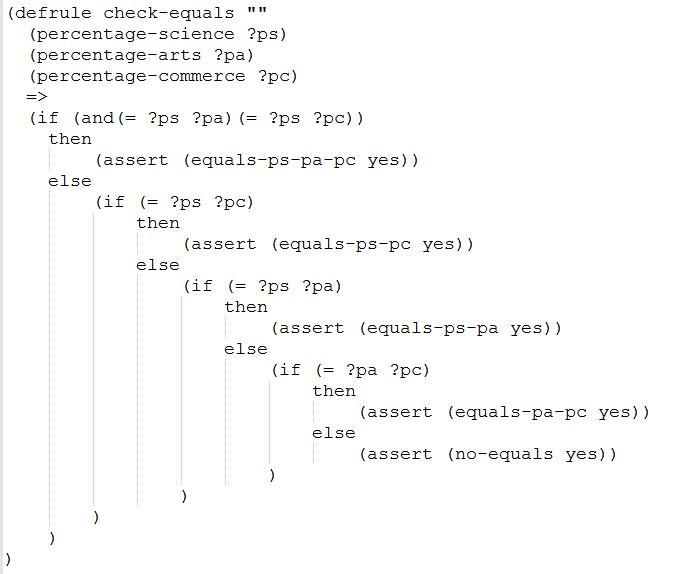 (defrule check-equals ""
(percentage-science ?ps)
(percentage-arts ?pa)
(percentage-commerce ?pc)
=>
(if (and(= ?ps ?pa)(= ?ps ?pc))
then
(assert (equals-ps-pa-pc yes))
else
(if (= ?ps ?pc)
then
(assert (equals-ps-pc yes))
else
(if (= ?ps ?pa)
then
(assert (equals-ps-pa yes))
else
(if (= ?pa ?pc)
then
(assert (equals-pa-pc yes))
else
(assert (no-equals yes))
)
)
)
)
)